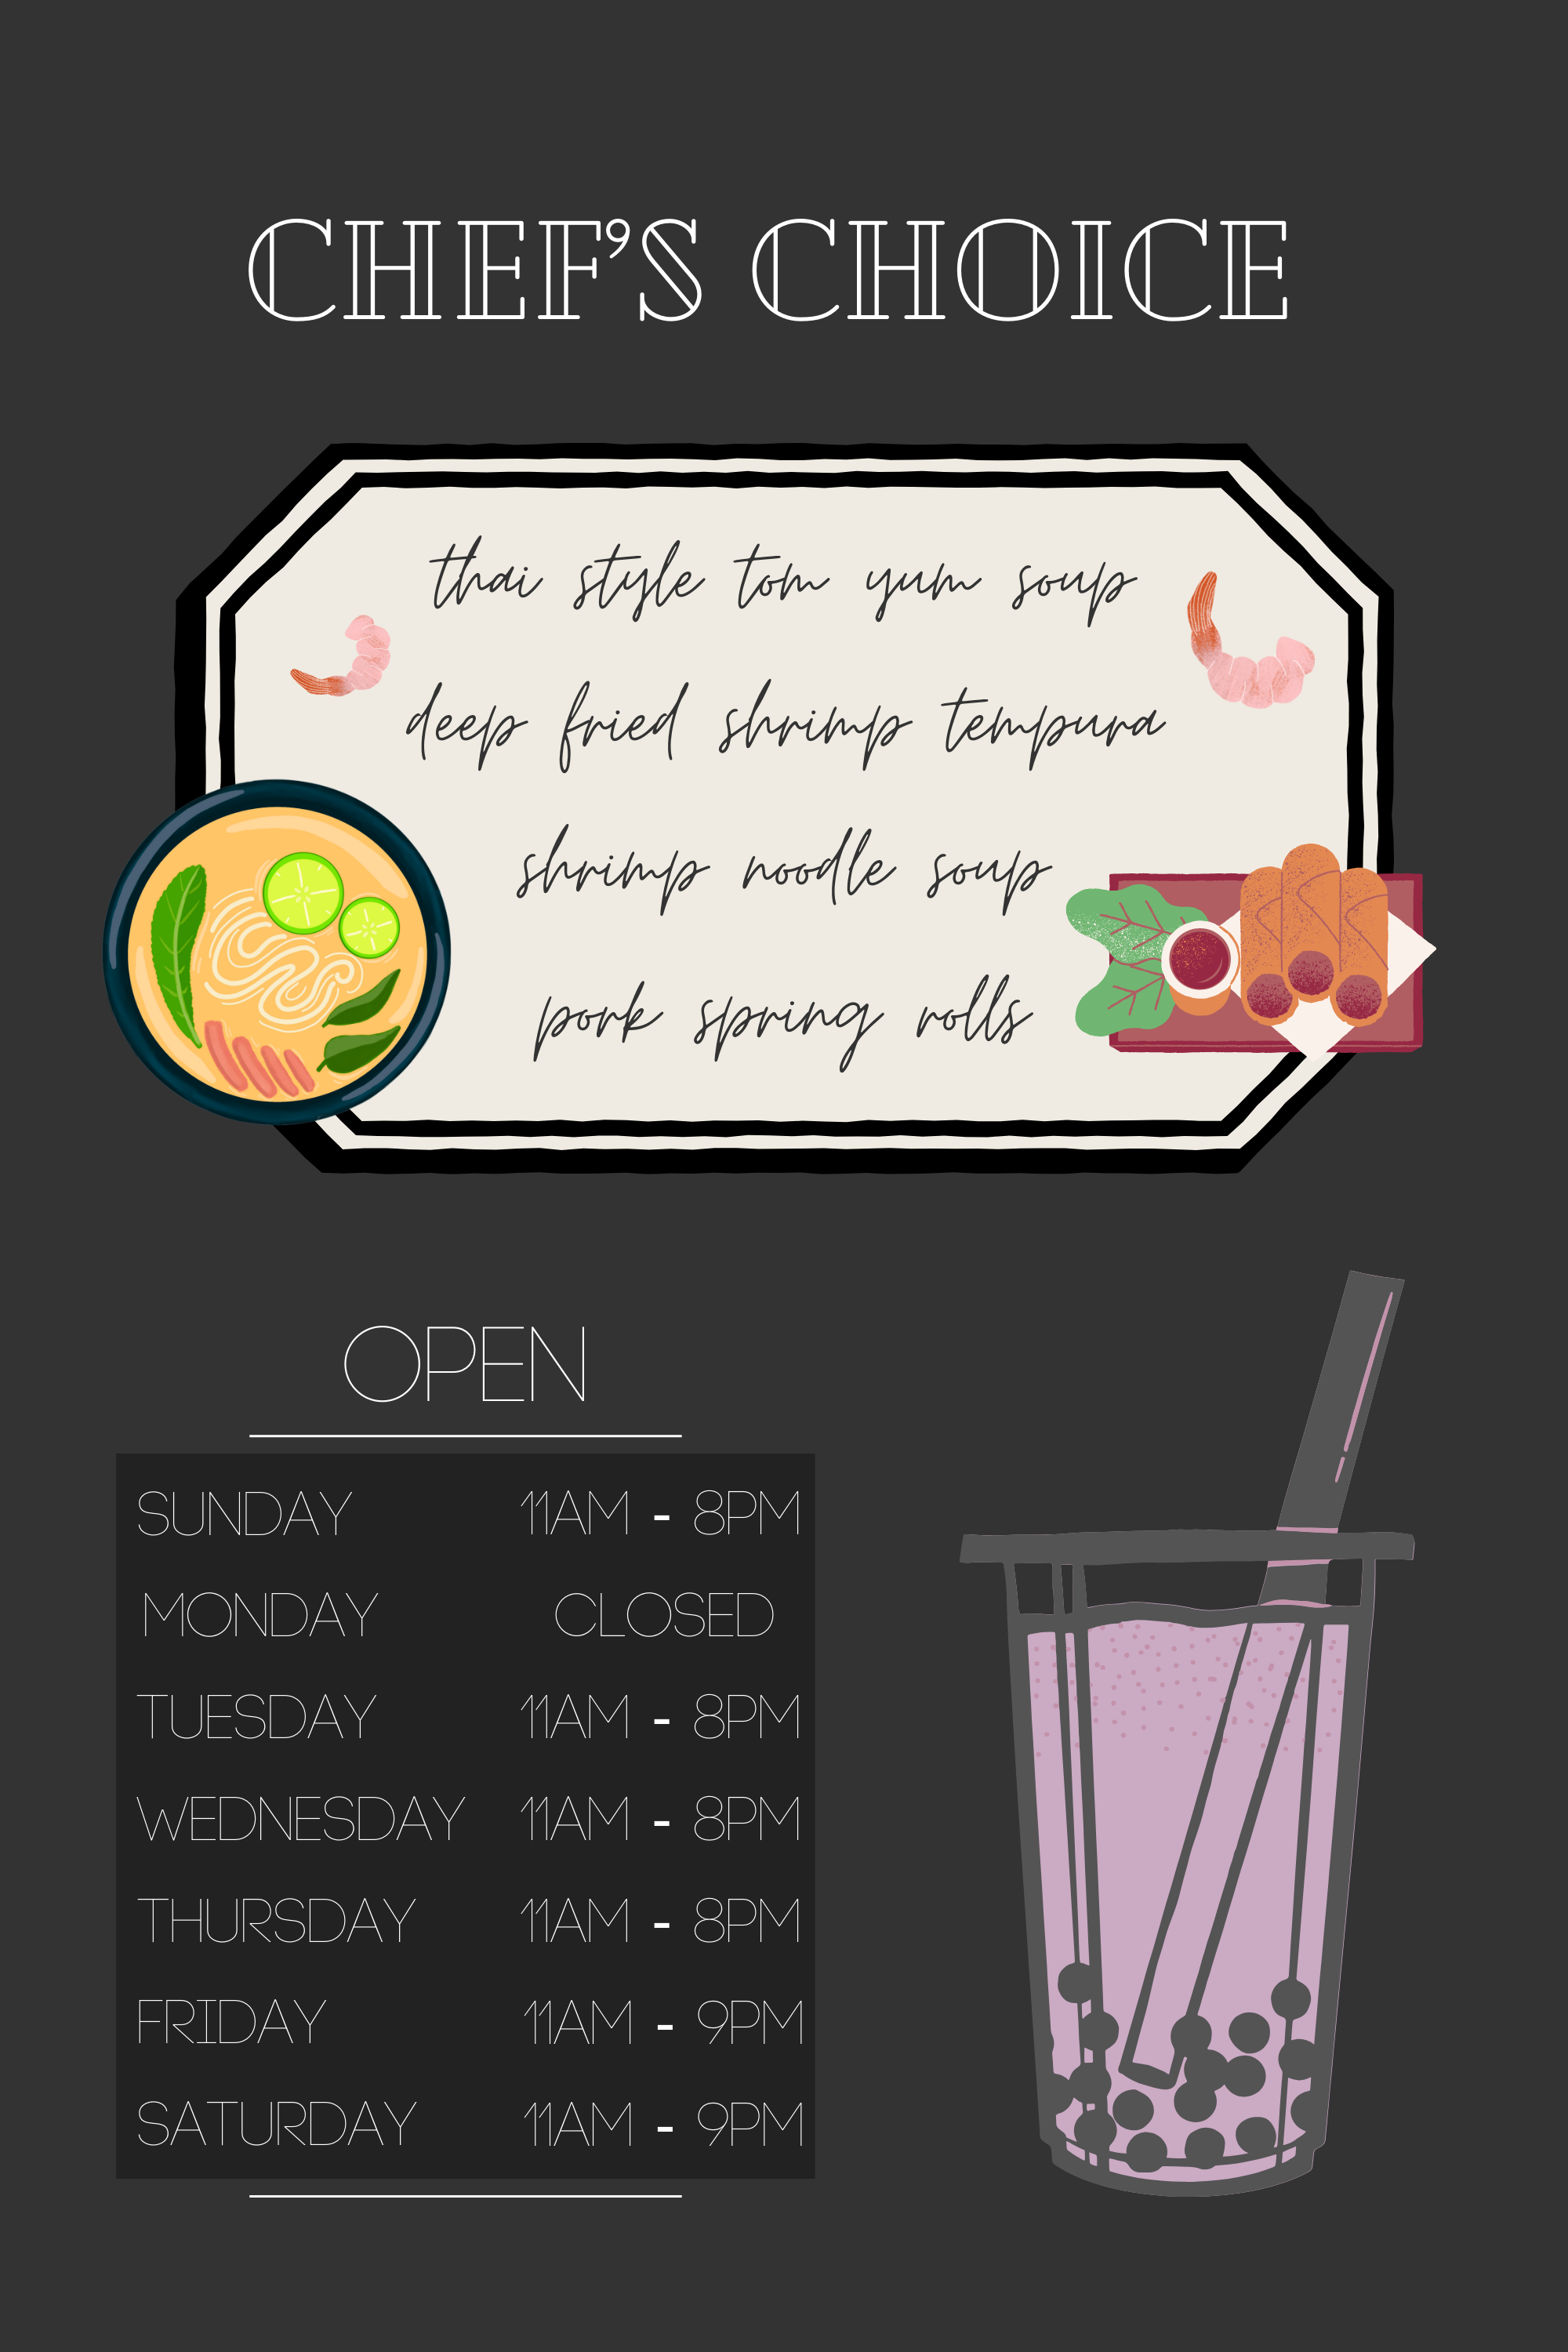 CHEF'S CHOICE
thai style tom yum soup
deep fried shrimp tempura
shrimp noodle soup
pork spring rolls
OPEN
SUNDAY 11AM - 8PM
MONDAY CLOSED
TUESDAY 11AM - 8PM
WEDNESDAY 11AM - 8PM
THURSDAY 11AM - 8PM
FRIDAY 11AM - 9PM
SATURDAY 11AM - 9PM